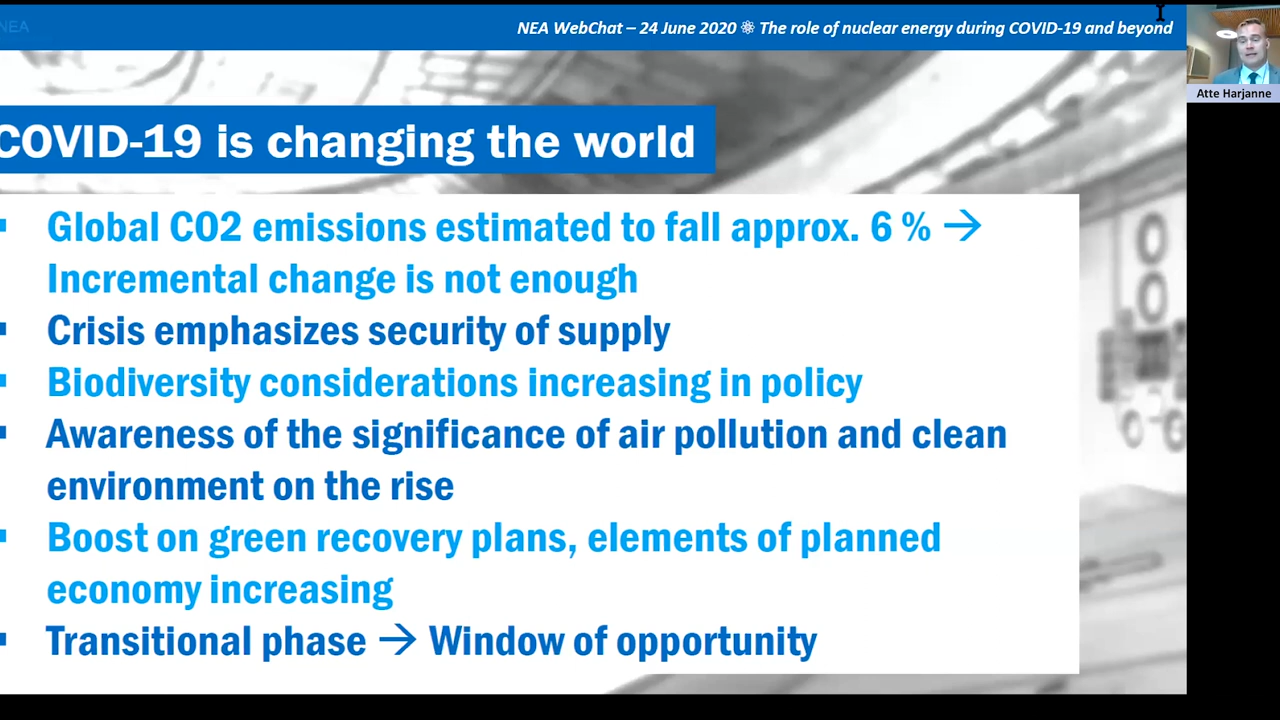 NEA
NEA WebChat – 24 June 2020 ⚛ The role of nuclear energy during COVID-19 and beyond
Atte Harjanne
COVID-19 is changing the world
▪ Global CO2 emissions estimated to fall approx. 6 % →
Incremental change is not enough
▪ Crisis emphasizes security of supply
▪ Biodiversity considerations increasing in policy
▪ Awareness of the significance of air pollution and clean
environment on the rise
▪ Boost on green recovery plans, elements of planned
economy increasing
▪ Transitional phase → Window of opportunity